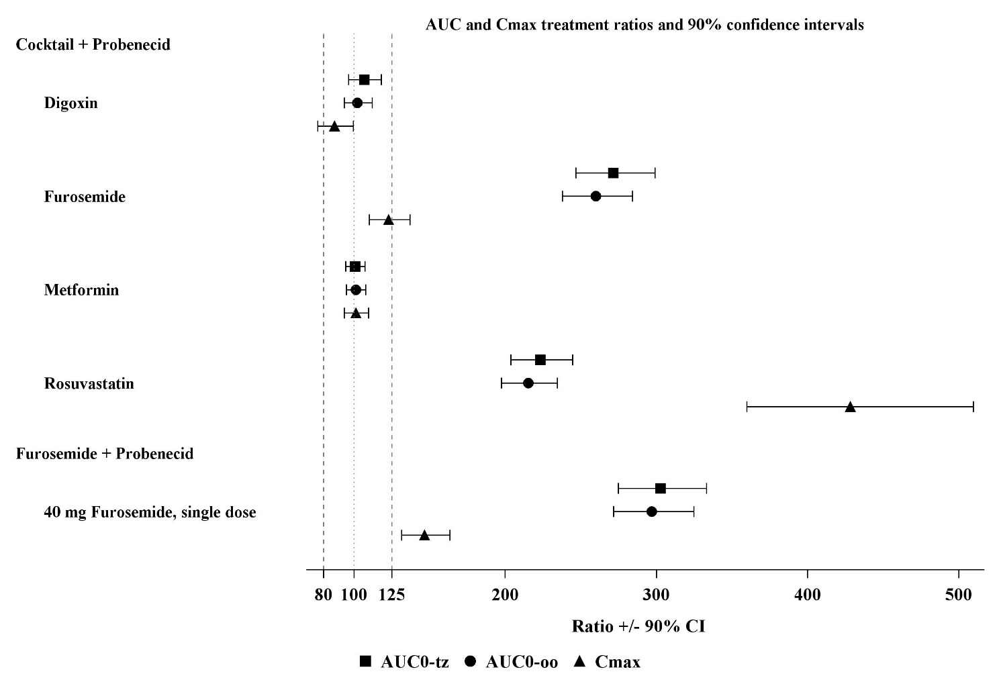 AUC and Cmax treatment ratios and 90% confidence intervals
Cocktail + Probenecid
Digoxin
Furosemide
Metformin
Rosuvastatin
Furosemide + Probenecid
40 mg Furosemide, single dose
80 100 125 200 300 400 500
Ratio +/- 90% CI
AUC0-tz AUC0-oo Cmax